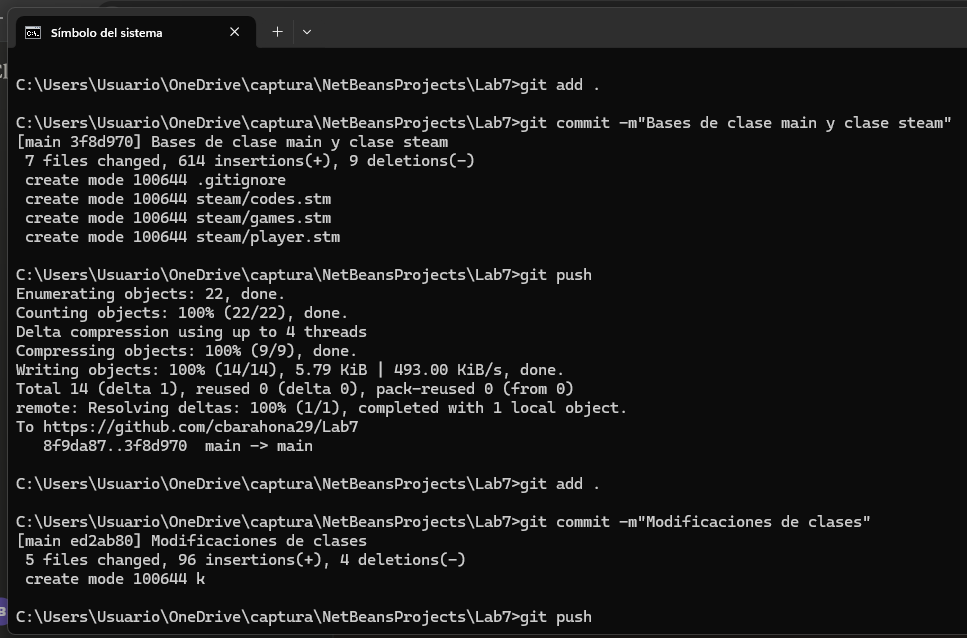 Símbolo del sistema
C:\Users\Usuario\OneDrive\captura\NetBeansProjects\Lab7>git add .
C:\Users\Usuario\OneDrive\captura\NetBeansProjects\Lab7>git commit -m"Bases de clase main y clase steam"
[main 3f8d970] Bases de clase main y clase steam
 7 files changed, 614 insertions(+), 9 deletions(-)
 create mode 100644 .gitignore
 create mode 100644 steam/codes.stm
 create mode 100644 steam/games.stm
 create mode 100644 steam/player.stm
C:\Users\Usuario\OneDrive\captura\NetBeansProjects\Lab7>git push
Enumerating objects: 22, done.
Counting objects: 100% (22/22), done.
Delta compression using up to 4 threads
Compressing objects: 100% (9/9), done.
Writing objects: 100% (14/14), 5.79 KiB | 493.00 KiB/s, done.
Total 14 (delta 1), reused 0 (delta 0), pack-reused 0 (from 0)
remote: Resolving deltas: 100% (1/1), completed with 1 local object.
To https://github.com/cbarahona29/Lab7
   8f9da87..3f8d970  main -> main
C:\Users\Usuario\OneDrive\captura\NetBeansProjects\Lab7>git add .
C:\Users\Usuario\OneDrive\captura\NetBeansProjects\Lab7>git commit -m"Modificaciones de clases"
[main ed2ab80] Modificaciones de clases
 5 files changed, 96 insertions(+), 4 deletions(-)
 create mode 100644 k
C:\Users\Usuario\OneDrive\captura\NetBeansProjects\Lab7>git push